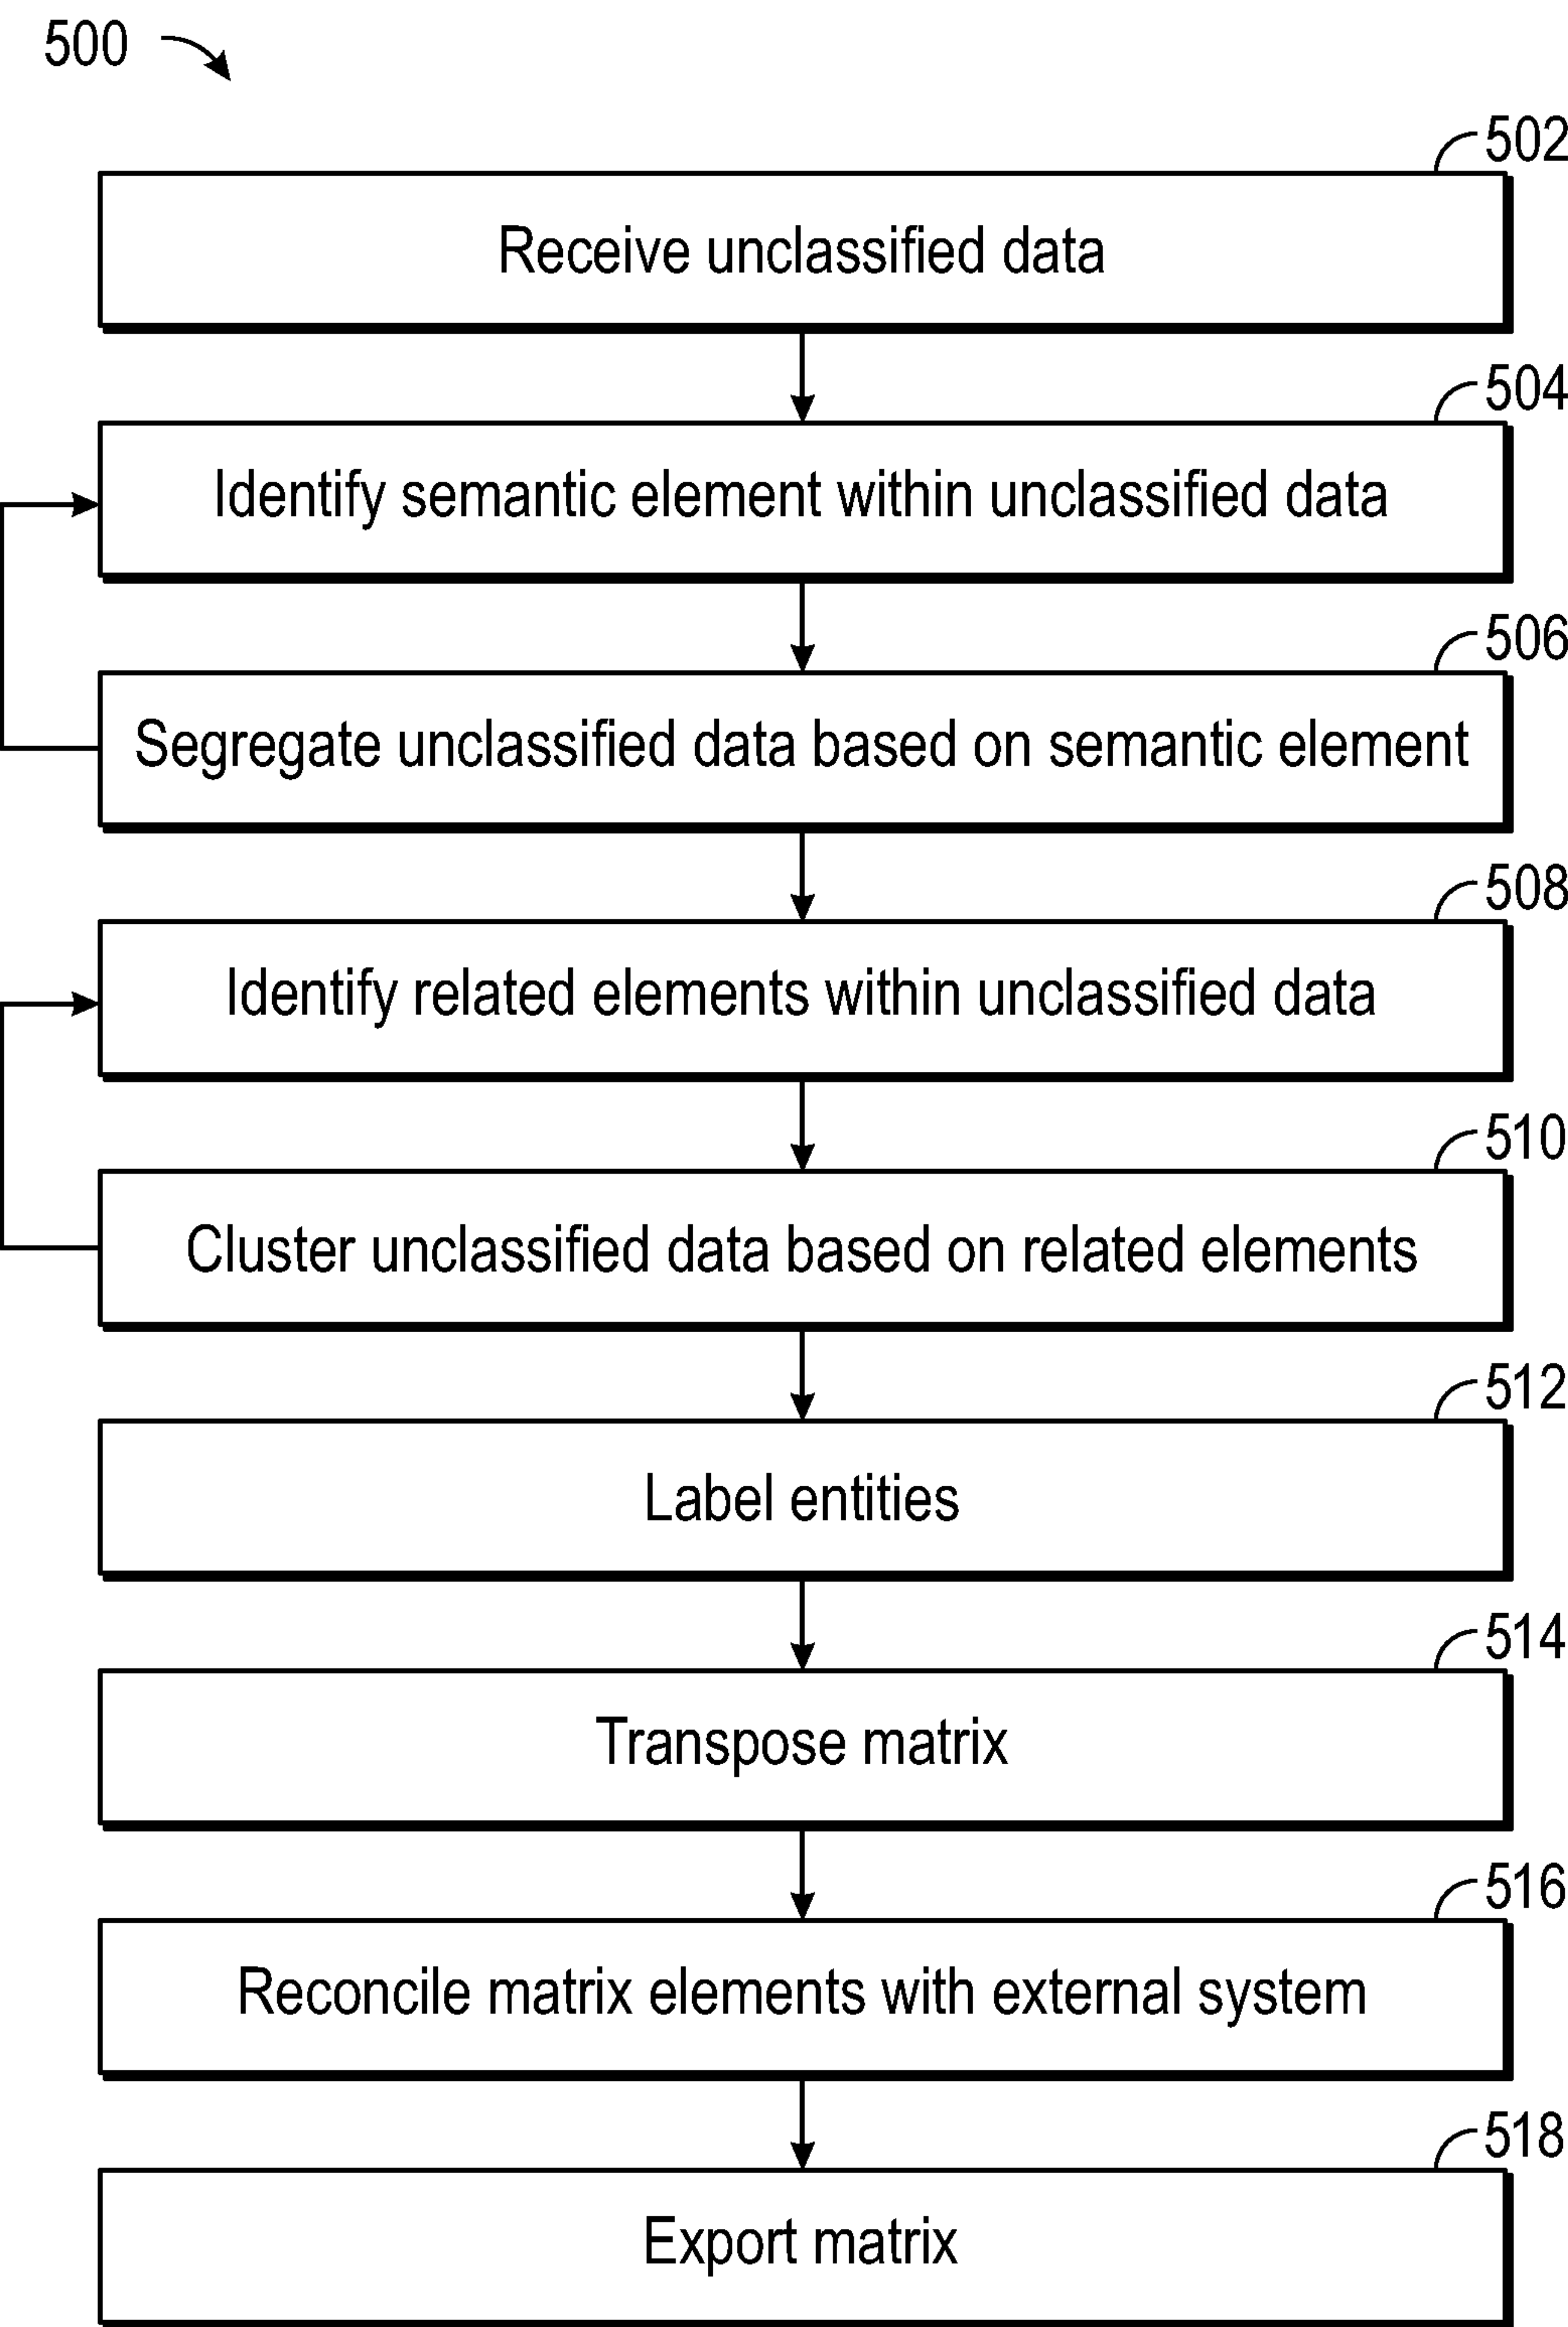 500
502
Receive unclassified data
504
Identify semantic element within unclassified data
506
Segregate unclassified data based on semantic element
508
Identify related elements within unclassified data
510
Cluster unclassified data based on related elements
512
Label entities
514
Transpose matrix
516
Reconcile matrix elements with external system
518
Export matrix